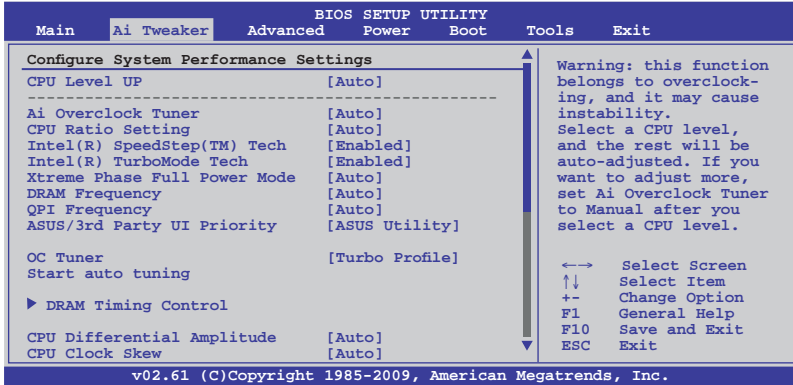 BIOS SETUP UTILITY
Main Ai Tweaker Advanced Power Boot Tools Exit
Configure System Performance Settings
CPU Level UP [Auto]
--------------------------------------------------
Ai Overclock Tuner [Auto]
CPU Ratio Setting [Auto]
Intel(R) SpeedStep(TM) Tech [Enabled]
Intel(R) TurboMode Tech [Enabled]
Xtreme Phase Full Power Mode [Auto]
DRAM Frequency [Auto]
QPI Frequency [Auto]
ASUS/3rd Party UI Priority [ASUS Utility]
OC Tuner [Turbo Profile]
Start auto tuning
DRAM Timing Control
CPU Differential Amplitude [Auto]
CPU Clock Skew [Auto]
Warning: this function
belongs to overclock-
ing, and it may cause
instability.
Select a CPU level,
and the rest will be
auto-adjusted. If you
want to adjust more,
set Ai Overclock Tuner
to Manual after you
select a CPU level.
←→ Select Screen
↑↓ Select Item
+- Change Option
F1 General Help
F10 Save and Exit
ESC Exit
v02.61 (C)Copyright 1985-2009, American Megatrends, Inc.